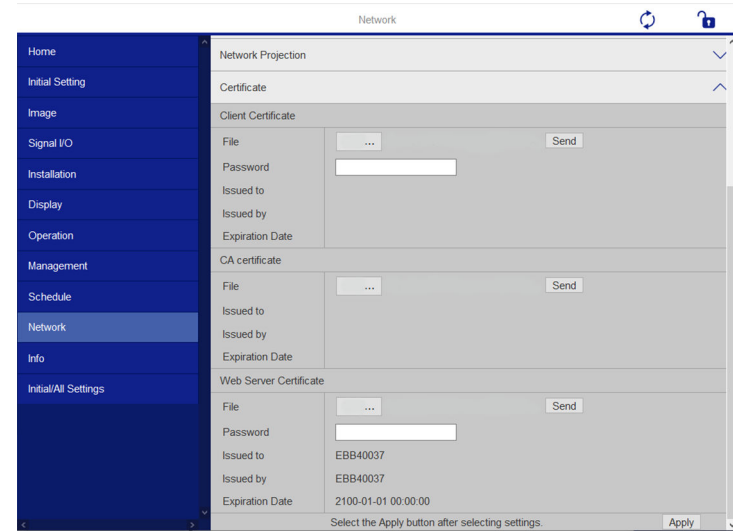 Network
Home
Initial Setting
Image
Signal I/O
Installation
Display
Operation
Management
Schedule
Network
Info
Initial/All Settings
Network Projection
Certificate
Client Certificate
File ... Send
Password
Issued to
Issued by
Expiration Date
CA certificate
File ... Send
Issued to
Issued by
Expiration Date
Web Server Certificate
File ... Send
Password
Issued to EBB40037
Issued by EBB40037
Expiration Date 2100-01-01 00:00:00
Select the Apply button after selecting settings. Apply